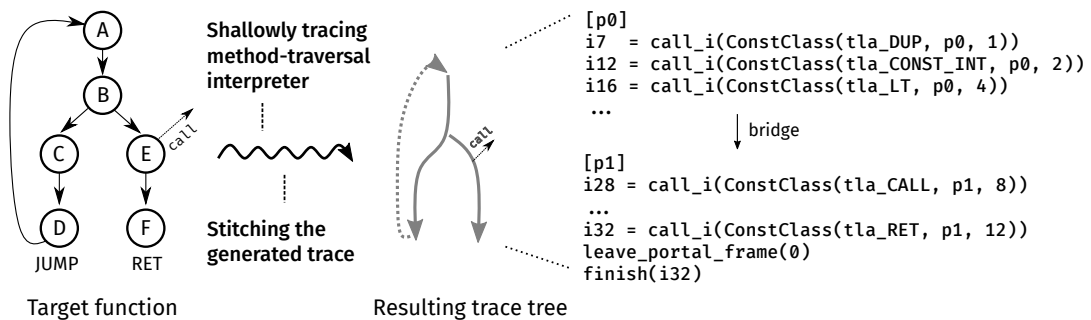 A
B
C
E
call
D
F
JUMP
RET
Target function
Shallowly tracing
method-traversal
interpreter
Stitching the
generated trace
call
Resulting trace tree
[p0]
i7 = call_i(ConstClass(tla_DUP, p0, 1))
i12 = call_i(ConstClass(tla_CONST_INT, p0, 2))
i16 = call_i(ConstClass(tla_LT, p0, 4))
…
bridge
[p1]
i28 = call_i(ConstClass(tla_CALL, p1, 8))
…
i32 = call_i(ConstClass(tla_RET, p1, 12))
leave_portal_frame(0)
finish(i32)